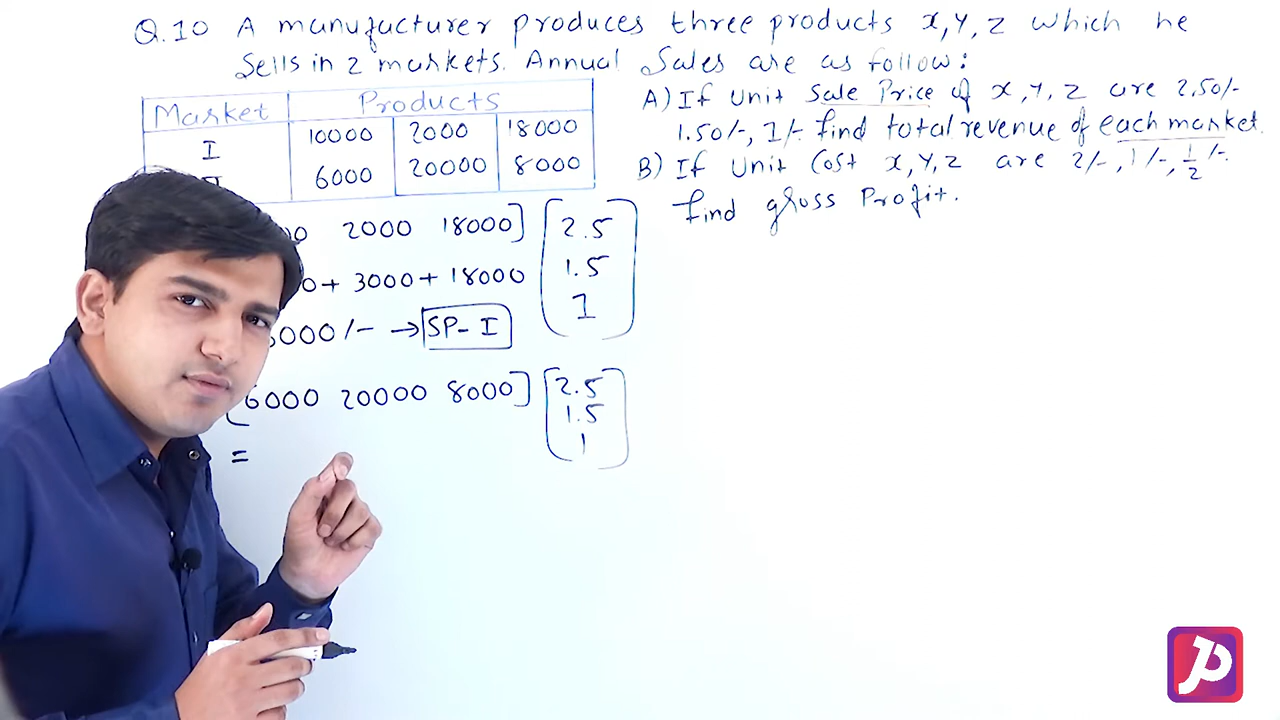 Q.10 A manufacturer produces three products x, y, z which he
sells in 2 markets. Annual Sales are as follow:
Market Products
I 10000 2000 18000
6000 20000 8000
A) If Unit Sale Price of x, y, z are 2.50/-
1.50/-, 1/- find total revenue of each market.
B) If Unit Cost x, y, z are 2/-, 1/-, 1/2 /-.
find gross Profit.
2000 18000] [2.5
1.5
1]
+ 3000 + 18000
000/- → SP- I
[6000 20000 8000] [2.5
1.5
1]
=